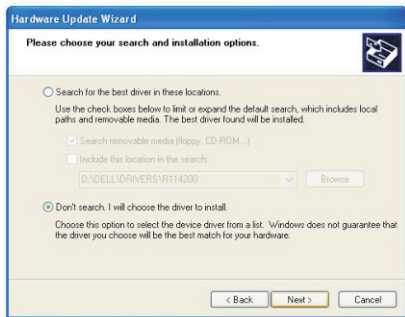 Hardware Update Wizard
Please choose your search and installation options.
Search for the best driver in these locations.
Use the check boxes below to limit or expand the default search, which includes local
paths and removable media. The best driver found will be installed.
Search removable media (floppy, CD-ROM...)
Include this location in the search:
D:\DELL\DRIVERS\R114200
Browse
Don't search. I will choose the driver to install.
Choose this option to select the device driver from a list. Windows does not guarantee that
the driver you choose will be the best match for your hardware.
< Back
Next >
Cancel